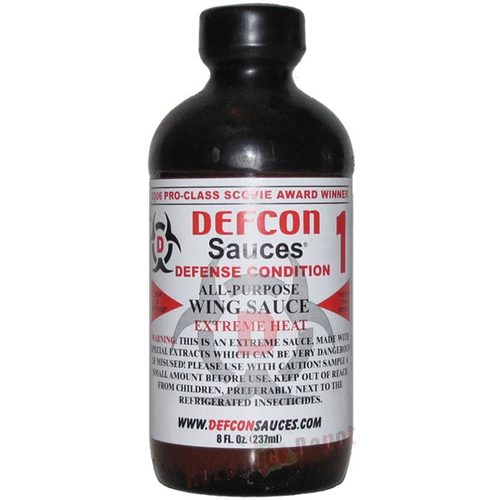 2006 PRO-CLASS SCOVIE AWARD WINNER
DEFCON
Sauces®
DEFENSE CONDITION 1
D
ALL-PURPOSE
WING SAUCE
EXTREME HEAT
WARNING: THIS IS AN EXTREME SAUCE, MADE WITH
SPECIAL EXTRACTS WHICH CAN BE VERY DANGEROUS
IF MISUSED! PLEASE USE WITH CAUTION! SAMPLE A
SMALL AMOUNT BEFORE USE. KEEP OUT OF REACH
FROM CHILDREN, PREFERABLY NEXT TO THE
REFRIGERATED INSECTICIDES.
WWW.DEFCONSAUCES.COM
8 FL. Oz. (237ml)